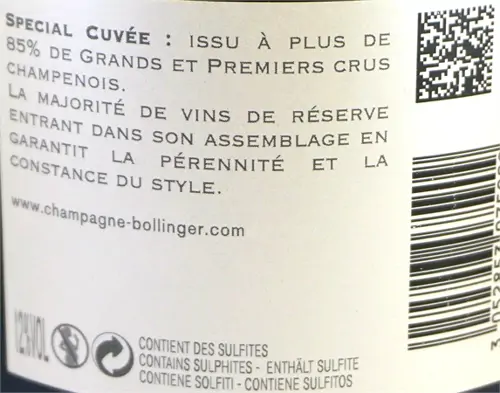 SPECIAL CUVÉE : ISSU À PLUS DE
85% DE GRANDS ET PREMIERS CRUS
CHAMPENOIS.
LA MAJORITÉ DE VINS DE RÉSERVE
ENTRANT DANS SON ASSEMBLAGE EN
GARANTIT LA PÉRENNITÉ ET LA
CONSTANCE DU STYLE.
www.champagne-bollinger.com
12%VOL
CONTIENT DES SULFITES
CONTAINS SULPHITES - ENTHÄLT SULFITE
CONTIENE SOLFITI - CONTIENE SULFITOS